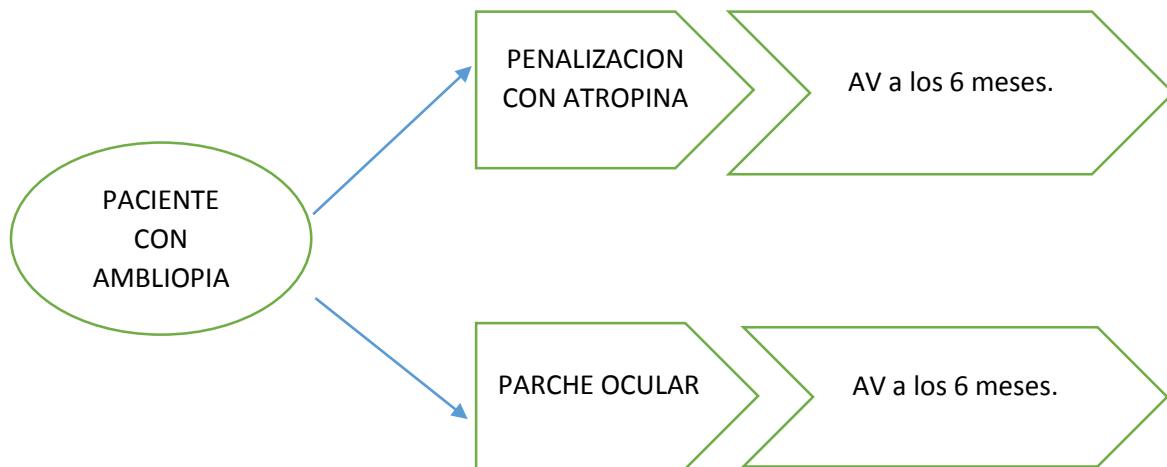 PACIENTE
CON
AMBLIOPIA
PENALIZACION
CON ATROPINA
AV a los 6 meses.
PARCHE OCULAR
AV a los 6 meses.